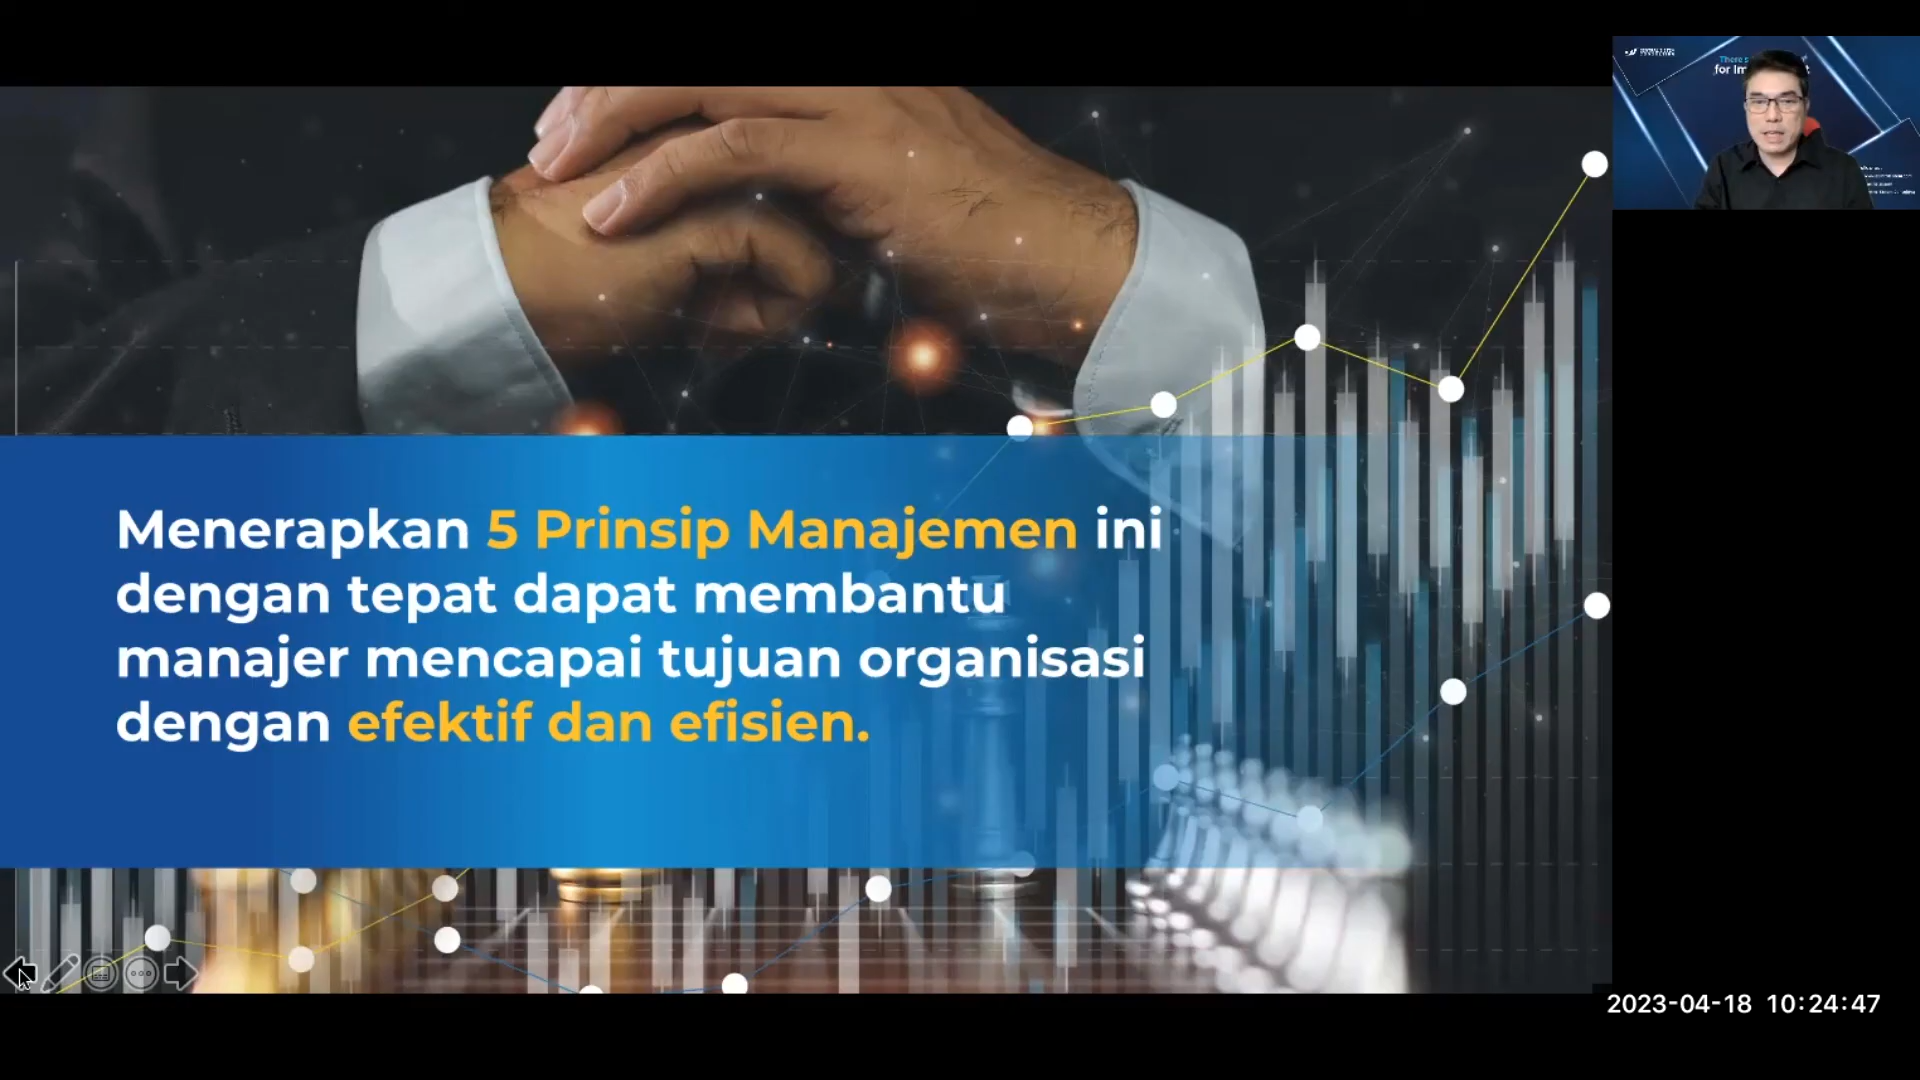 Menerapkan 5 Prinsip Manajemen ini
dengan tepat dapat membantu
manajer mencapai tujuan organisasi
dengan efektif dan efisien.
2023-04-18 10:24:47